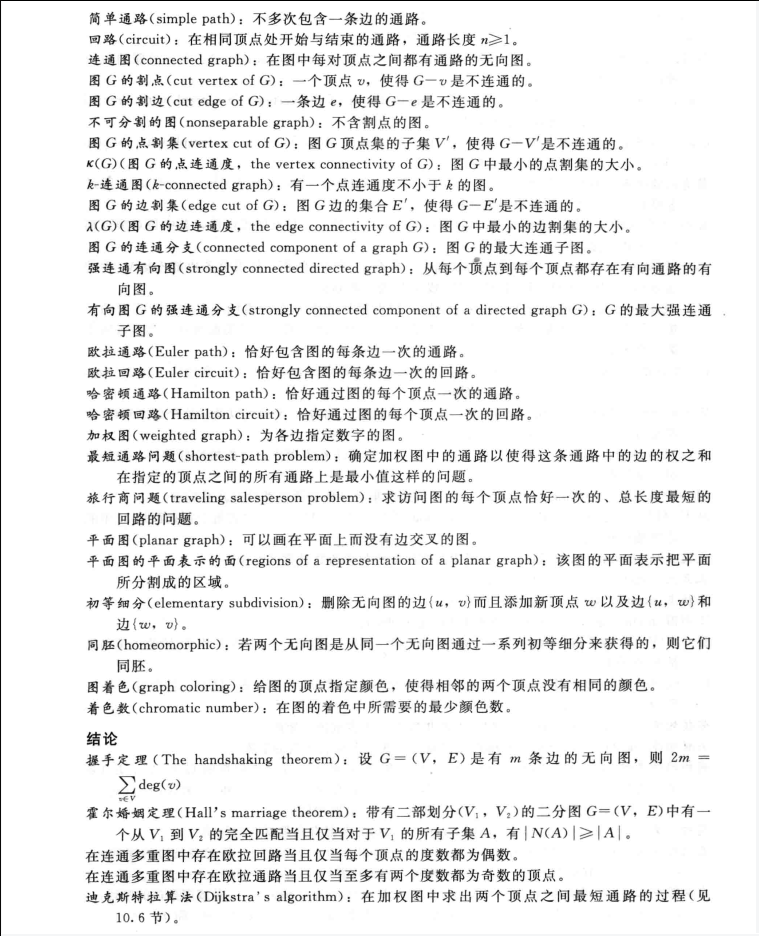 简单通路(simple path)：不多次包含一条边的通路。
回路(circuit)：在相同顶点处开始与结束的通路，通路长度 n≥1。
连通图(connected graph)：在图中每对顶点之间都有通路的无向图。
图 G 的割点(cut vertex of G)：一个顶点 v，使得 G－v 是不连通的。
图 G 的割边(cut edge of G)：一条边 e，使得 G－e 是不连通的。
不可分割的图(nonseparable graph)：不含割点的图。
图 G 的点割集(vertex cut of G)：图 G 顶点集的子集 V′，使得 G－V′是不连通的。
κ(G)(图 G 的点连通度，the vertex connectivity of G)：图 G 中最小的点割集的大小。
k-连通图(k-connected graph)：有一个点连通度不小于 k 的图。
图 G 的边割集(edge cut of G)：图 G 边的集合 E′，使得 G－E′是不连通的。
λ(G)(图 G 的边连通度，the edge connectivity of G)：图 G 中最小的边割集的大小。
图 G 的连通分支(connected component of a graph G)：图 G 的最大连通子图。
强连通有向图(strongly connected directed graph)：从每个顶点到每个顶点都存在有向通路的有
向图。
有向图 G 的强连通分支(strongly connected component of a directed graph G)：G 的最大强连通
子图。
欧拉通路(Euler path)：恰好包含图的每条边一次的通路。
欧拉回路(Euler circuit)：恰好包含图的每条边一次的回路。
哈密顿通路(Hamilton path)：恰好通过图的每个顶点一次的通路。
哈密顿回路(Hamilton circuit)：恰好通过图的每个顶点一次的回路。
加权图(weighted graph)：为各边指定数字的图。
最短通路问题(shortest-path problem)：确定加权图中的通路以使得这条通路中的边的权之和
在指定的顶点之间的所有通路上是最小值这样的问题。
旅行商问题(traveling salesperson problem)：求访问图的每个顶点恰好一次的、总长度最短的
回路的问题。
平面图(planar graph)：可以画在平面上而没有边交叉的图。
平面图的平面表示的面(regions of a representation of a planar graph)：该图的平面表示把平面
所分割成的区域。
初等细分(elementary subdivision)：删除无向图的边{u，v}而且添加新顶点 w 以及边{u，w}和
边{w，v}。
同胚(homeomorphic)：若两个无向图是从同一个无向图通过一系列初等细分来获得的，则它们
同胚。
图着色(graph coloring)：给图的顶点指定颜色，使得相邻的两个顶点没有相同的颜色。
着色数(chromatic number)：在图的着色中所需要的最少颜色数。
结论
握手定理(The handshaking theorem)：设 G＝(V，E)是有 m 条边的无向图，则 2m ＝
∑deg(v)
v∈V
霍尔婚姻定理(Hall's marriage theorem)：带有二部划分(V₁，V₂)的二分图 G＝(V，E)中有一
个从 V₁ 到 V₂ 的完全匹配当且仅当对于 V₁ 的所有子集 A，有|N(A)|≥|A|。
在连通多重图中存在欧拉回路当且仅当每个顶点的度数都为偶数。
在连通多重图中存在欧拉通路当且仅当至多有两个度数都为奇数的顶点。
迪克斯特拉算法(Dijkstra's algorithm)：在加权图中求出两个顶点之间最短通路的过程(见
10.6 节)。